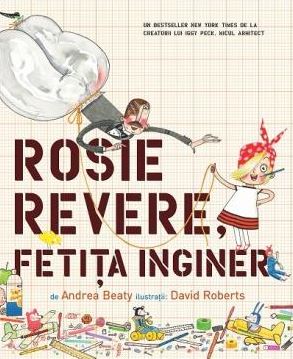 UN BESTSELLER NEW YORK TIMES DE LA
CREATORII LUI IGGY PECK, MICUL ARHITECT
ROSIE
REVERE,
FETIȚA INGINER
de Andrea Beaty ilustrații: David Roberts